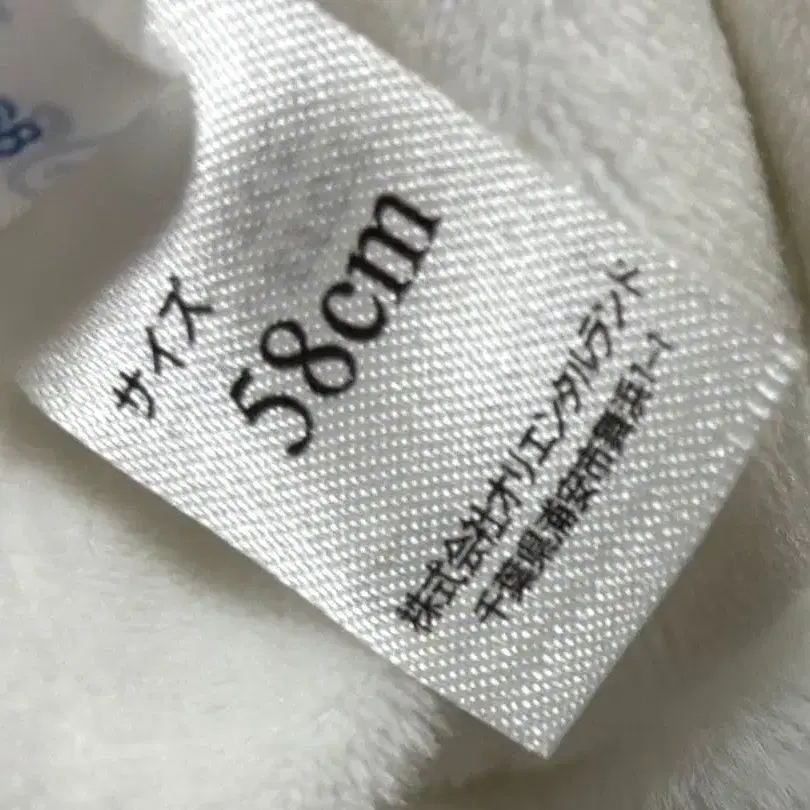 サイズ
58cm
株式会社オリエンタルランド
千葉県浦安市舞浜1-1